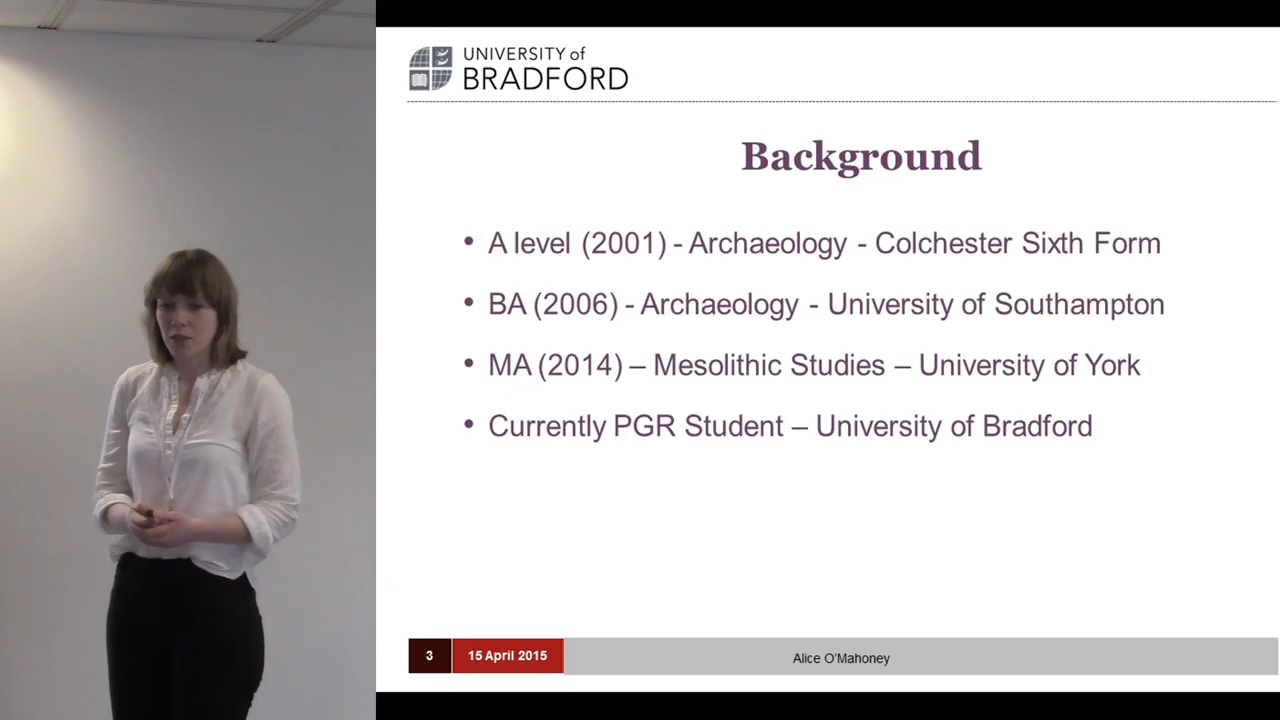 UNIVERSITY of
BRADFORD
Background
• A level (2001) - Archaeology - Colchester Sixth Form
• BA (2006) - Archaeology - University of Southampton
• MA (2014) – Mesolithic Studies – University of York
• Currently PGR Student – University of Bradford
3 15 April 2015 Alice O’Mahoney